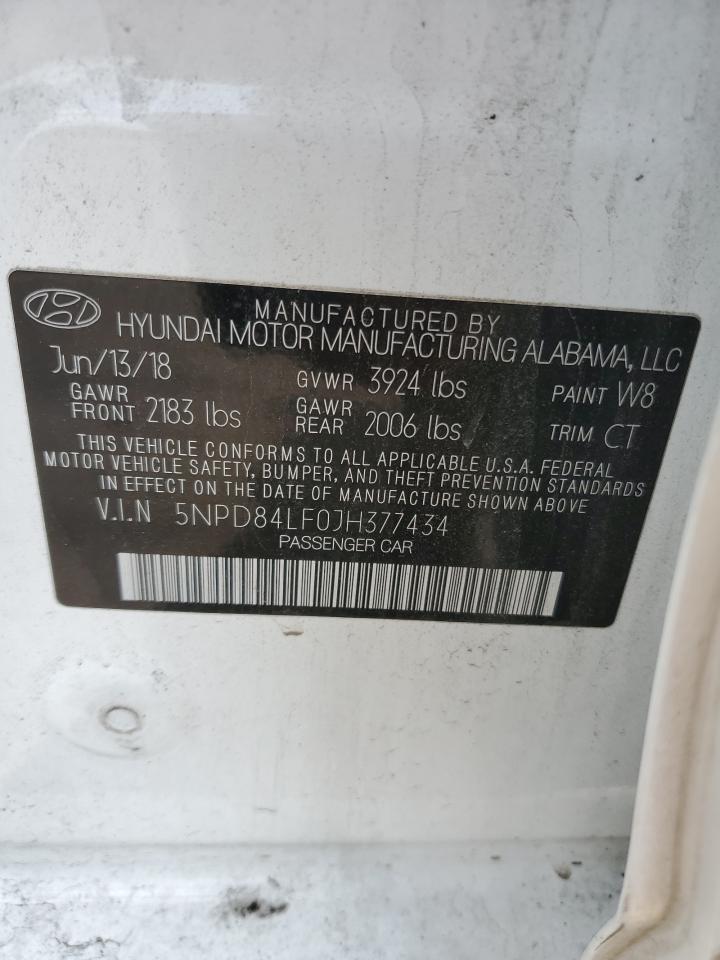 MANUFACTURED BY
HYUNDAI MOTOR MANUFACTURING ALABAMA, LLC
Jun/13/18 GVWR 3924 lbs PAINT W8
GAWR FRONT 2183 lbs GAWR REAR 2006 lbs TRIM CT
THIS VEHICLE CONFORMS TO ALL APPLICABLE U.S.A. FEDERAL
MOTOR VEHICLE SAFETY, BUMPER, AND THEFT PREVENTION STANDARDS
IN EFFECT ON THE DATE OF MANUFACTURE SHOWN ABOVE
V.I.N 5NPD84LF0JH377434
PASSENGER CAR